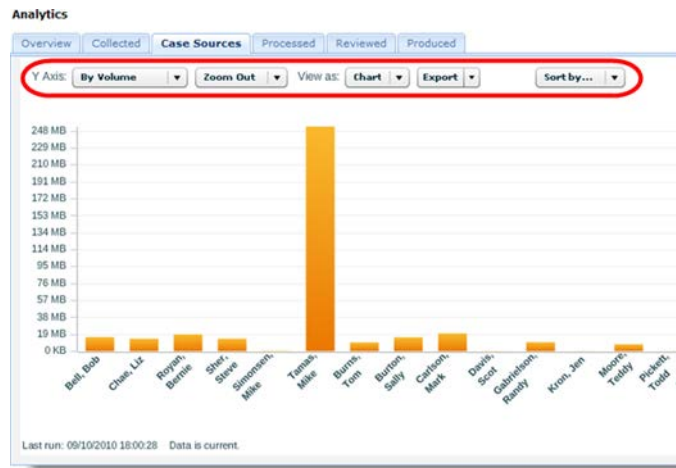 Analytics
Overview Collected Case Sources Processed Reviewed Produced
Y Axis: By Volume Zoom Out View as: Chart Export Sort by...
248 MB
229 MB
210 MB
191 MB
172 MB
153 MB
134 MB
114 MB
95 MB
76 MB
57 MB
38 MB
19 MB
0 KB
Bell, Bob
Chae, Liz
Royan,
Bernie
Sher,
Steve
Simonsen,
Mike
Tamas,
Mike
Burns,
Tom
Burton,
Sally
Carlson,
Mark
Davis,
Scot
Gabrielson,
Randy
Kron, Jen
Moore,
Teddy
Pickett,
Todd
Last run: 09/10/2010 18:00:28 Data is current.